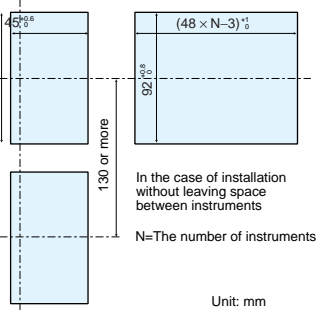 45 +0.6 0
(48 × N–3) +1 0
92 +0.8 0
130 or more
In the case of installation
without leaving space
between instruments
N=The number of instruments
Unit: mm